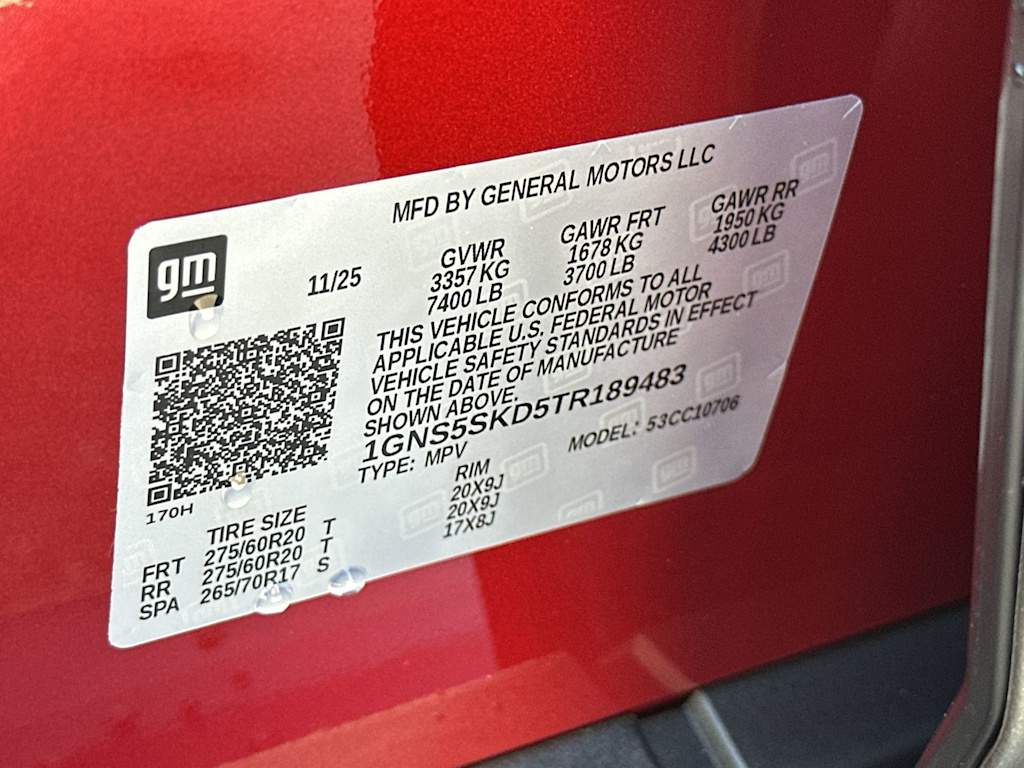 MFD BY GENERAL MOTORS LLC
gm
11/25
GVWR GAWR FRT GAWR RR
3357 KG 1678 KG 1950 KG
7400 LB 3700 LB 4300 LB
THIS VEHICLE CONFORMS TO ALL
APPLICABLE U.S. FEDERAL MOTOR
VEHICLE SAFETY STANDARDS IN EFFECT
ON THE DATE OF MANUFACTURE
SHOWN ABOVE.
1GNS5SKD5TR189483
TYPE: MPV MODEL: 53CC10706
170H
TIRE SIZE RIM
FRT 275/60R20 T 20X9J
RR 275/60R20 T 20X9J
SPA 265/70R17 S 17X8J